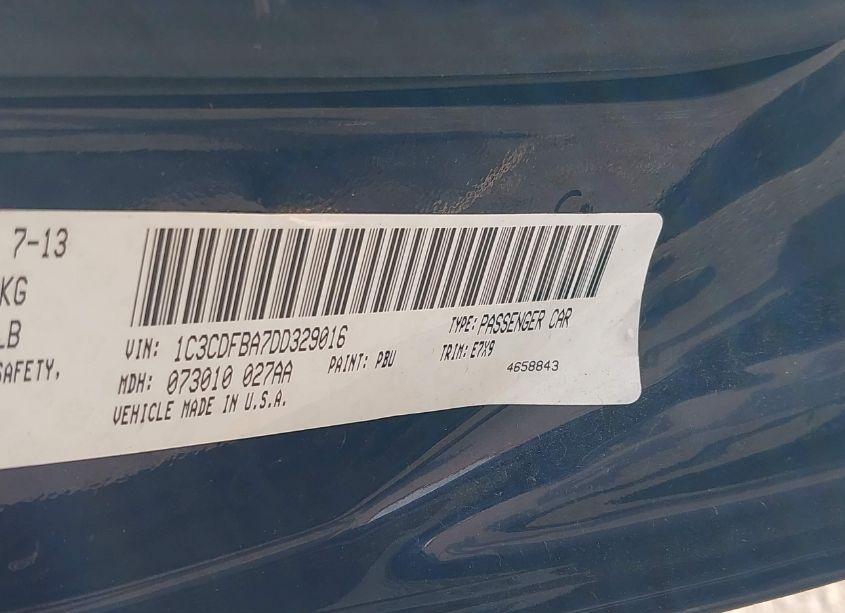 7-13
KG
LB
SAFETY,
VIN: 1C3CDFBA7DD329016
TYPE: PASSENGER CAR
MDH: 073010 027AA
PAINT: PBU
TRIM: E7X9
4658843
VEHICLE MADE IN U.S.A.